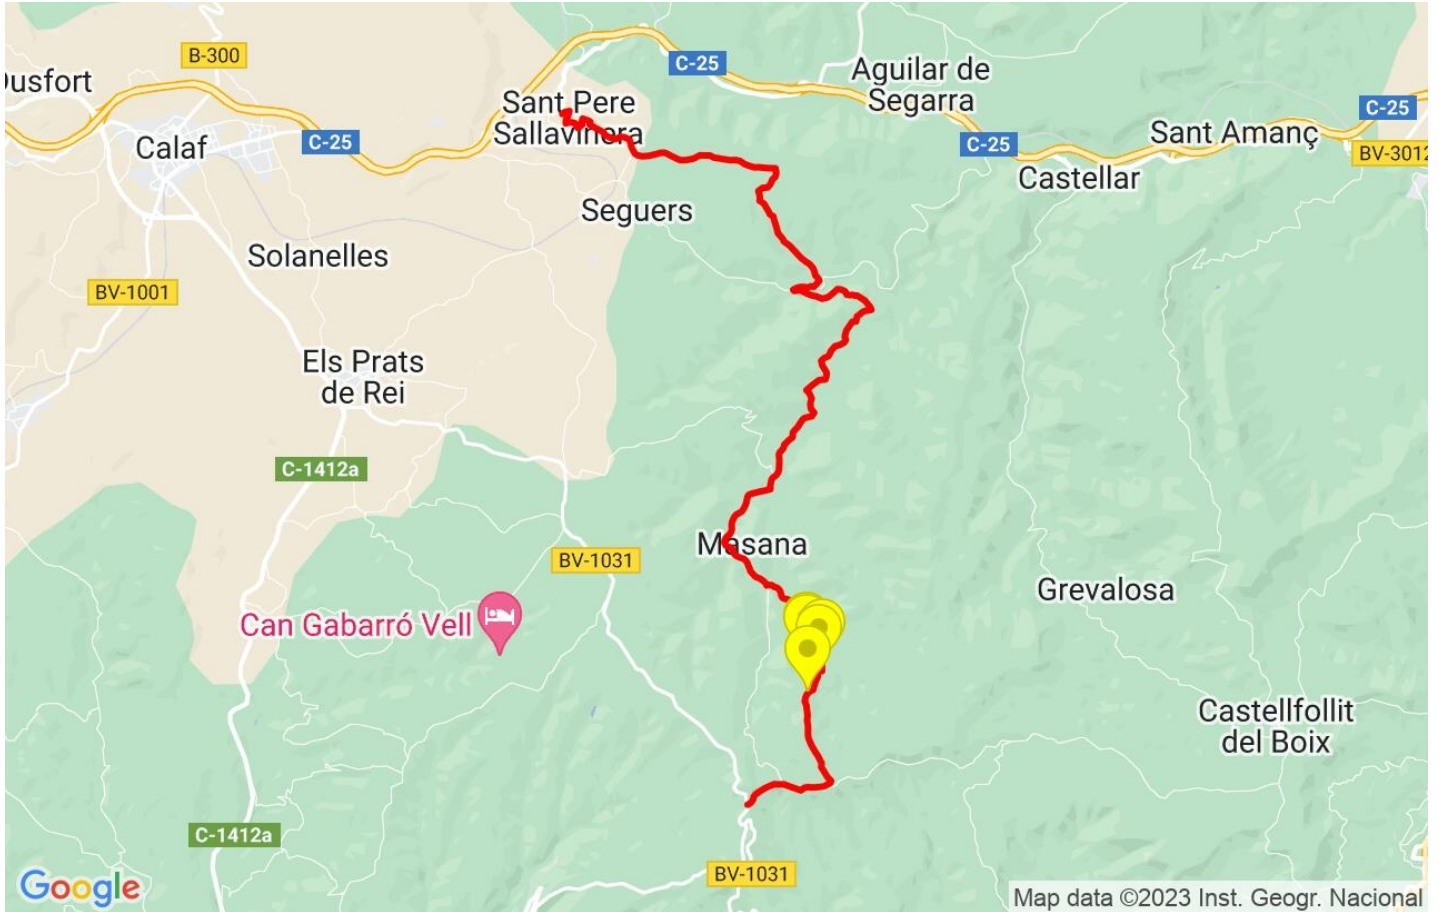 B-300
C-25
Aguilar de
Segarra
usfort
Sant Pere
Sallavinera
C-25
Calaf
C-25
C-25
Sant Amanç
BV-3012
Castellar
Seguers
Solanelles
BV-1001
Els Prats
de Rei
C-1412a
Masana
BV-1031
Grevalosa
Can Gabarró Vell
Castellfollit
del Boix
C-1412a
BV-1031
Google
Map data ©2023 Inst. Geogr. Nacional